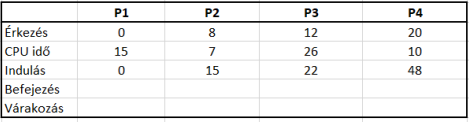 P1 P2 P3 P4
Érkezés 0 8 12 20
CPU idő 15 7 26 10
Indulás 0 15 22 48
Befejezés
Várakozás